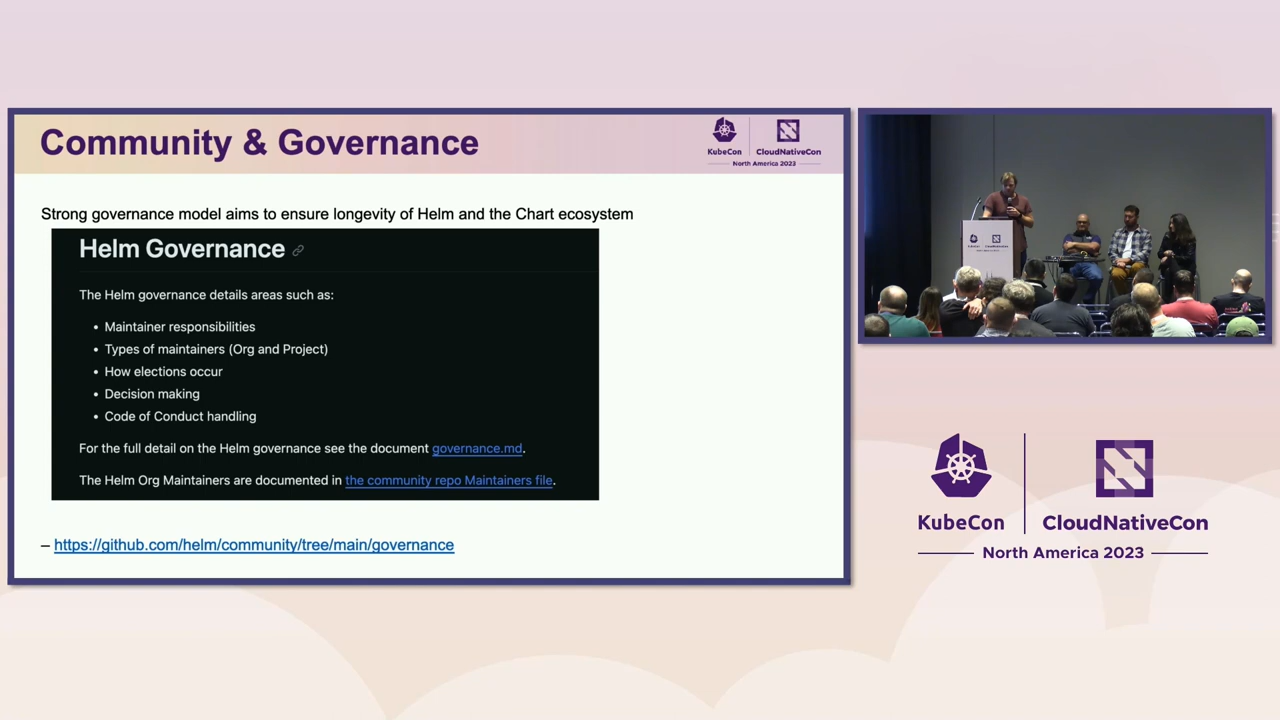 Community & Governance
KubeCon
CloudNativeCon
North America 2023
Strong governance model aims to ensure longevity of Helm and the Chart ecosystem
Helm Governance
The Helm governance details areas such as:
• Maintainer responsibilities
• Types of maintainers (Org and Project)
• How elections occur
• Decision making
• Code of Conduct handling
For the full detail on the Helm governance see the document governance.md.
The Helm Org Maintainers are documented in the community repo Maintainers file.
– https://github.com/helm/community/tree/main/governance
KubeCon
CloudNativeCon
North America 2023